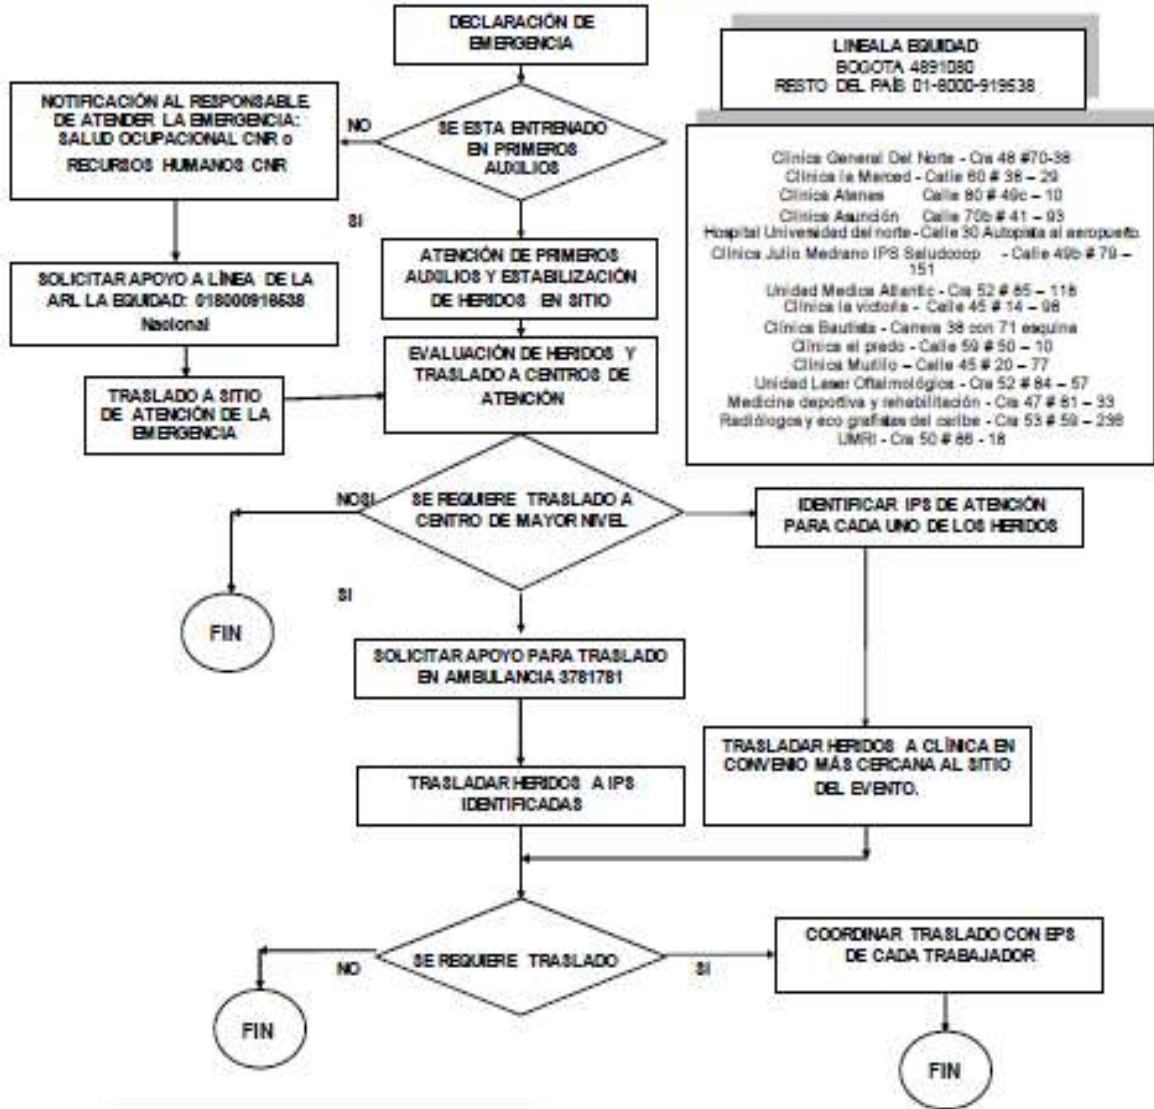 DECLARACIÓN DE
EMERGENCIA
LINEALA EQUIDAD
BOGOTA 4891080
RESTO DEL PAÍS 01-8000-919538
NOTIFICACIÓN AL RESPONSABLE
DE ATENDER LA EMERGENCIA:
SALUD OCUPACIONAL CNR o
RECURSOS HUMANOS CNR
NO
SE ESTA ENTRENADO
EN PRIMEROS
AUXILIOS
SI
Clínica General Del Norte - Cra 48 #70-38
Clínica la Merced - Calle 60 # 38 – 29
Clínica Atenas Calle 80 # 49c – 10
Clínica Asunción Calle 70b # 41 – 93
Hospital Universidad del norte - Calle 30 Autopista al aeropuerto.
Clínica Julio Medrano IPS Saludcoop - Calle 49b # 79 –
151
Unidad Medica Atlantic - Cra 52 # 85 – 118
Clínica la victoria - Calle 45 # 14 – 98
Clínica Bautista - Carrera 38 con 71 esquina
Clínica el prado - Calle 59 # 50 – 10
Clínica Murillo – Calle 45 # 20 – 77
Unidad Laser Oftalmológica - Cra 52 # 84 – 57
Medicine deportiva y rehabilitación - Cra 47 # 81 – 33
Radiólogos y eco grafistas del caribe - Cra 53 # 59 – 238
UMRI - Cra 50 # 86 - 18
SOLICITAR APOYO A LÍNEA DE LA
ARL LA EQUIDAD: 018000918538
Nacional
ATENCIÓN DE PRIMEROS
AUXILIOS Y ESTABILIZACIÓN
DE HERIDOS EN SITIO
TRASLADO A SITIO
DE ATENCIÓN DE LA
EMERGENCIA
EVALUACIÓN DE HERIDOS Y
TRASLADO A CENTROS DE
ATENCIÓN
NOSI
SE REQUIERE TRASLADO A
CENTRO DE MAYOR NIVEL
IDENTIFICAR IPS DE ATENCIÓN
PARA CADA UNO DE LOS HERIDOS
SI
FIN
SOLICITAR APOYO PARA TRASLADO
EN AMBULANCIA 3781781
TRASLADAR HERIDOS A IPS
IDENTIFICADAS
TRASLADAR HERIDOS A CLÍNICA EN
CONVENIO MÁS CERCANA AL SITIO
DEL EVENTO.
NO
SE REQUIERE TRASLADO
SI
COORDINAR TRASLADO CON EPS
DE CADA TRABAJADOR
FIN
FIN